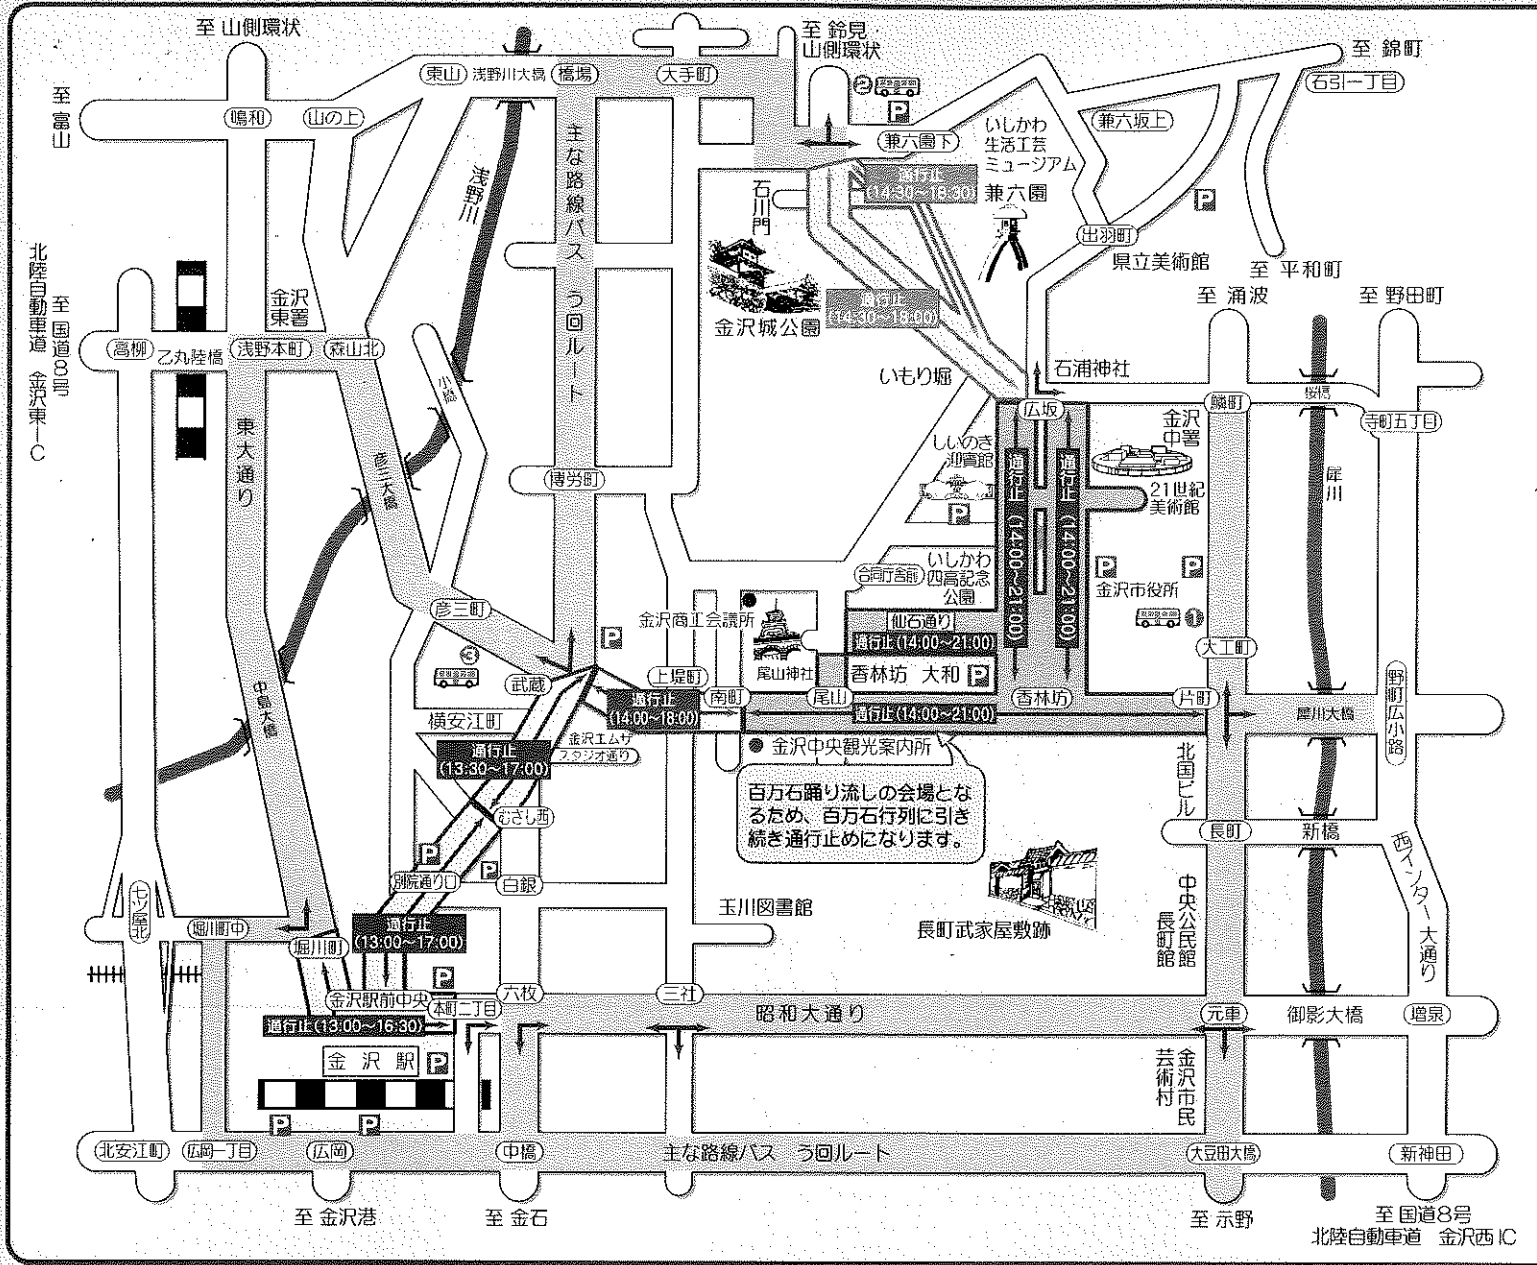 至 山側環状
至 鈴見
山側環状
至 錦町
石引一丁目
東山
浅野川大橋
橋場
大手町
②
P
至富山
鳴和
山の上
兼六園下
兼六坂上
いしかわ
生活工芸
ミュージアム
主な路線バス う回ルート
浅野川
石川門
通行止
(14:30~18:30)
兼六園
P
出羽町
県立美術館
至 平和町
北陸自動車道 金沢東IC
至 国道8号
金沢
東署
金沢城公園
通行止
(14:30~18:00)
至 涌波
至 野田町
高柳
乙丸陸橋
浅野本町
森山北
小橋
いもり堀
石浦神社
広坂
鱗町
桜橋
寺町五丁目
東大通り
彦三大橋
しいのき
迎賓館
P
通行止 (14:00~21:00)
通行止 (14:00~21:00)
金沢
中署
21世紀
美術館
犀川
博労町
合同庁舎前
いしかわ
四高記念
公園
P
P
金沢市役所
①
彦三町
金沢商工会議所
P
仙石通り
通行止(14:00~21:00)
大工町
尾山神社
香林坊 大和
P
③
武蔵
上堤町
南町
尾山
香林坊
片町
犀川大橋
野町広小路
中島大橋
横安江町
通行止
(14:00~18:00)
通行止(14:00~21:00)
金沢エムザ
スタジオ通り
金沢中央観光案内所
通行止
(13:30~17:00)
北国ビル
百万石踊り流しの会場とな
るため、百万石行列に引き
続き通行止めになります。
むさし西
長町
新橋
西インター大通り
P
P
別院通り口
白銀
七ツ屋北
堀川町中
堀川町
通行止
(13:00~17:00)
玉川図書館
長町武家屋敷跡
中央公民館
長町館
P
金沢駅前中央
本町二丁目
六枚
三社
昭和大通り
元車
御影大橋
増泉
通行止(13:00~16:30)
金沢駅
P
金沢市民
芸術村
P
P
北安江町
広岡一丁目
広岡
中橋
主な路線バス う回ルート
大豆田大橋
新神田
至 金沢港
至 金石
至 示野
至 国道8号
北陸自動車道 金沢西IC